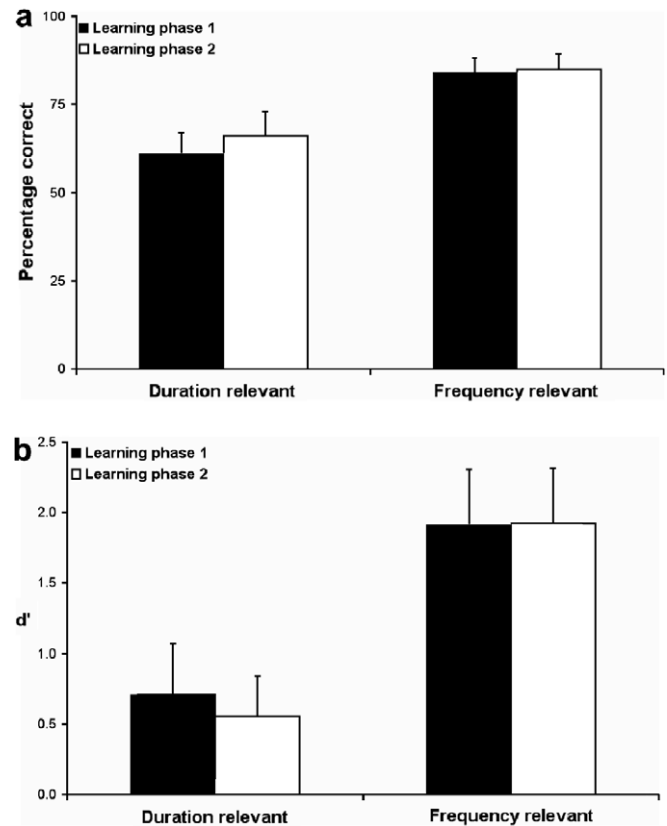 a
Learning phase 1
Learning phase 2
Percentage correct
100
75
50
25
0
Duration relevant Frequency relevant
b
Learning phase 1
Learning phase 2
d'
2.5
2.0
1.5
1.0
0.5
0.0
Duration relevant Frequency relevant